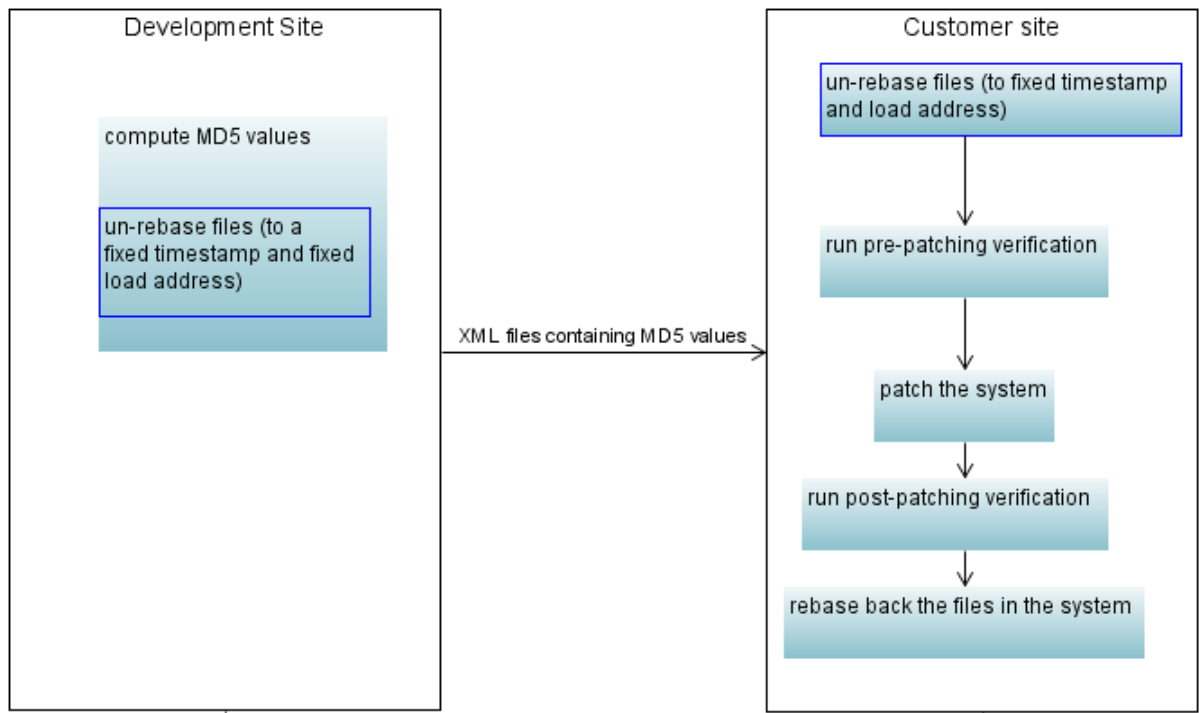 Development Site
compute MD5 values
un-rebase files (to a
fixed timestamp and fixed
load address)
XML files containing MD5 values
Customer site
un-rebase files (to fixed timestamp
and load address)
run pre-patching verification
patch the system
run post-patching verification
rebase back the files in the system